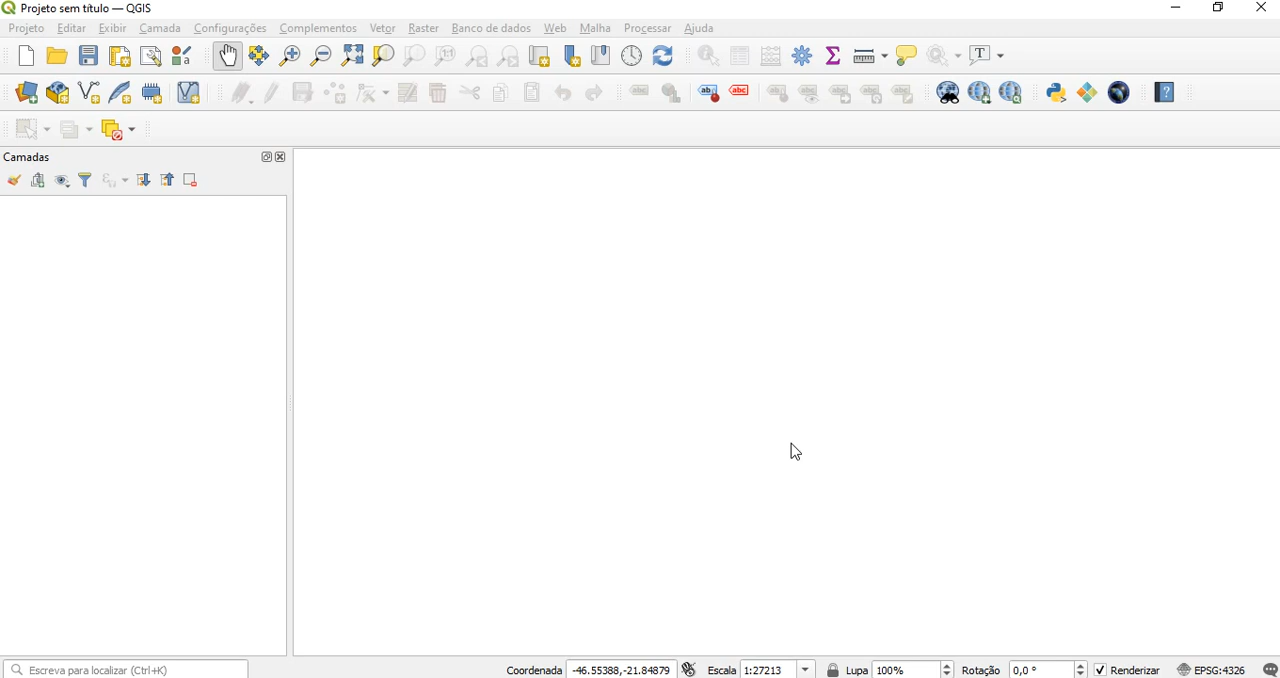 Projeto sem título — QGIS
Projeto Editar Exibir Camada Configurações Complementos Vetor Raster Banco de dados Web Malha Processar Ajuda
Camadas
Escreva para localizar (Ctrl+K) Coordenada -46.55388,-21.84879 Escala 1:27213 Lupa 100% Rotação 0,0 ° Renderizar EPSG:4326